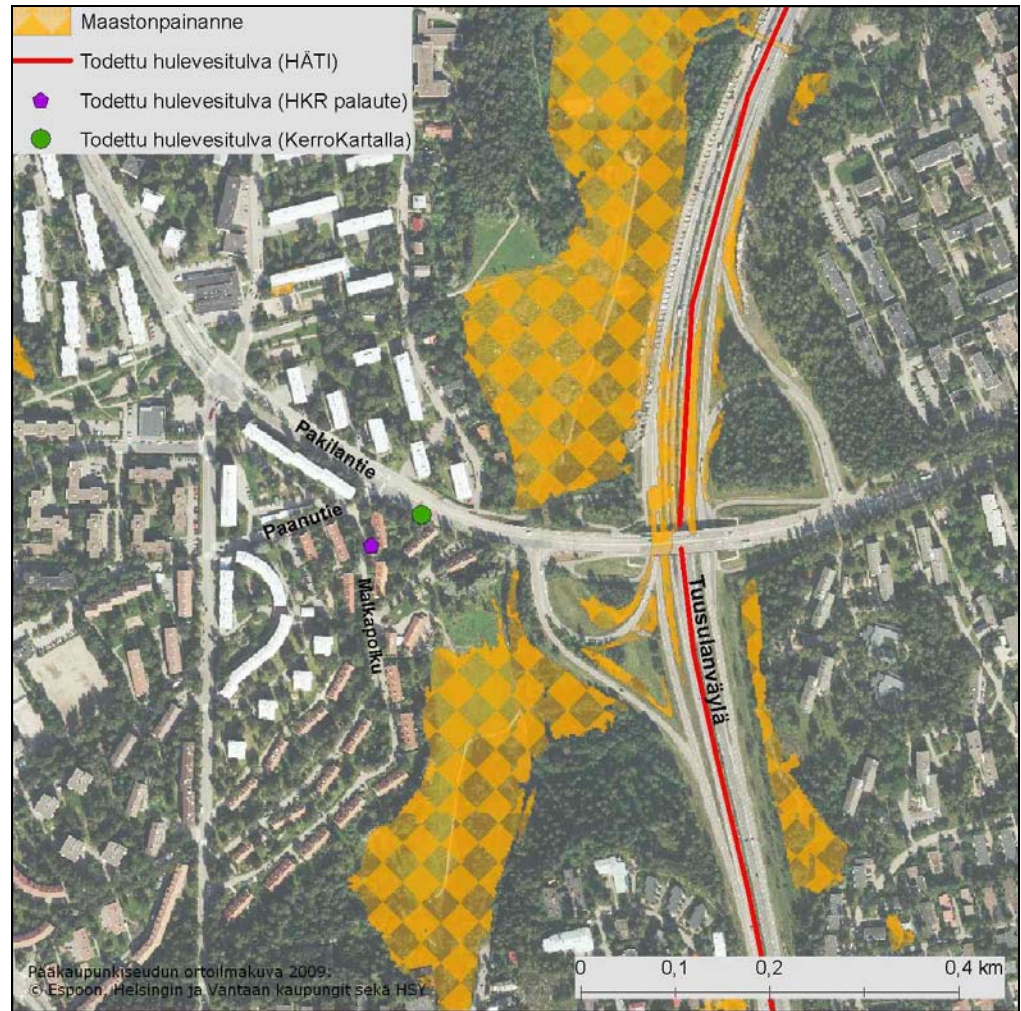 Maastonpainanne
Todettu hulevesitulva (HÄTI)
Todettu hulevesitulva (HKR palaute)
Todettu hulevesitulva (KerroKartalla)
Pakilantie
Paanutie
Malkapolku
Tuusulanväylä
Pääkaupunkiseudun ortoilmakuva 2009:
© Espoon, Helsingin ja Vantaan kaupungit sekä HSY
0 0,1 0,2 0,4 km